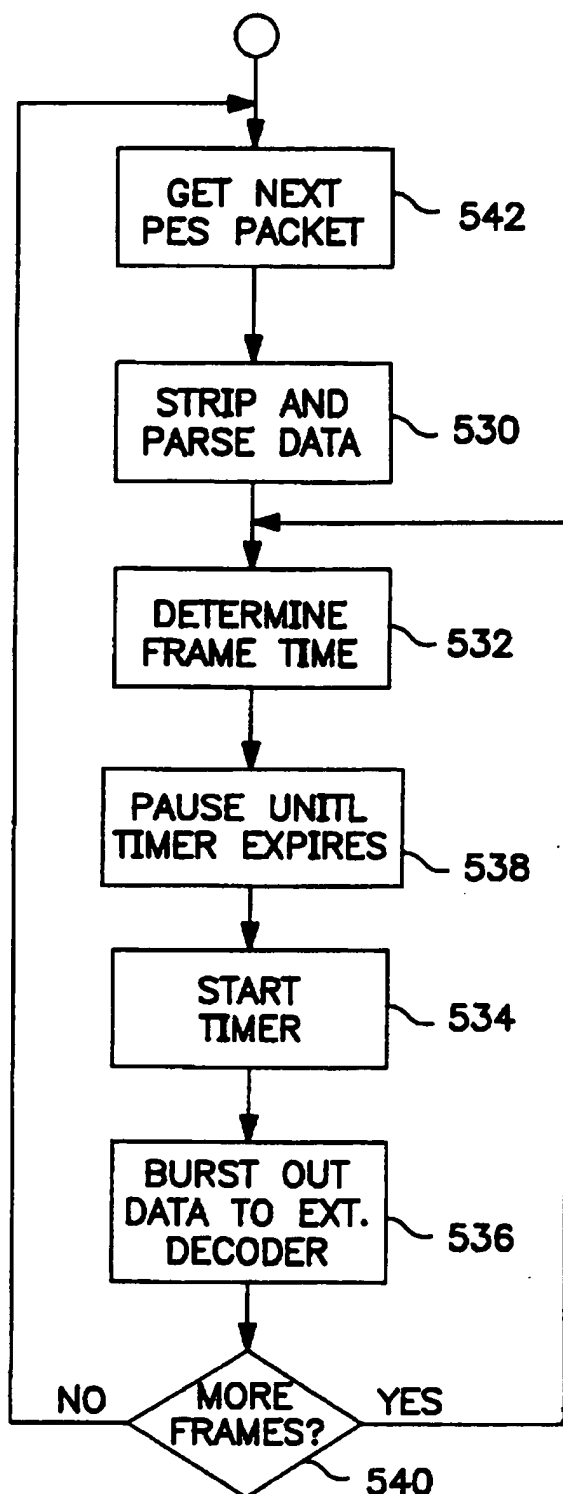 GET NEXT
PES PACKET
542
STRIP AND
PARSE DATA
530
DETERMINE
FRAME TIME
532
PAUSE UNITL
TIMER EXPIRES
538
START
TIMER
534
BURST OUT
DATA TO EXT.
DECODER
536
NO
MORE
FRAMES?
YES
540